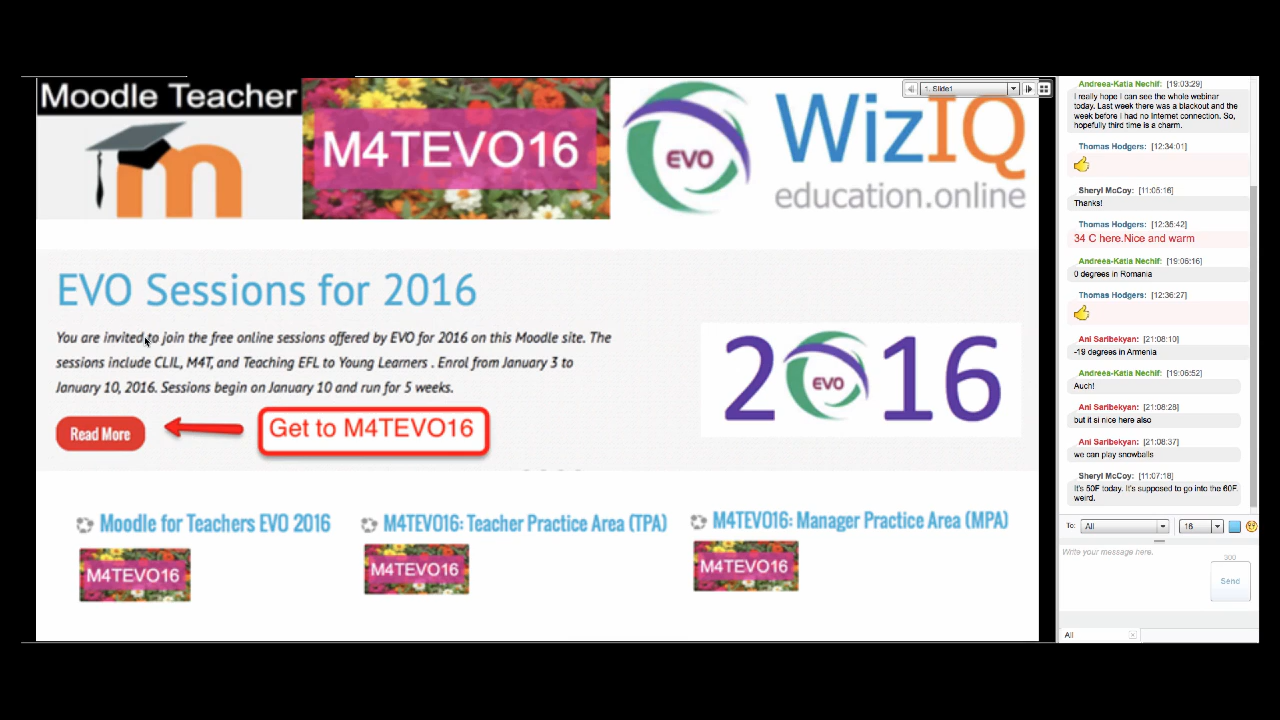 Moodle Teacher
M4TEVO16
EVO
WizIQ
education.online
1. Slide1
EVO Sessions for 2016
You are invited to join the free online sessions offered by EVO for 2016 on this Moodle site. The
sessions include CLIL, M4T, and Teaching EFL to Young Learners . Enrol from January 3 to
January 10, 2016. Sessions begin on January 10 and run for 5 weeks.
Read More
Get to M4TEVO16
2016
EVO
Moodle for Teachers EVO 2016
M4TEVO16: Teacher Practice Area (TPA)
M4TEVO16: Manager Practice Area (MPA)
M4TEVO16
M4TEVO16
M4TEVO16
Andreea-Katia Nechif: [19:03:29]
I really hope I can see the whole webinar
today. Last week there was a blackout and the
week before I had no Internet connection. So,
hopefully third time is a charm.
Thomas Hodgers: [12:34:01]
Sheryl McCoy: [11:05:16]
Thanks!
Thomas Hodgers: [12:35:42]
34 C here.Nice and warm
Andreea-Katia Nechif: [19:06:16]
0 degrees in Romania
Thomas Hodgers: [12:36:27]
Ani Saribekyan: [21:08:10]
-19 degrees in Armenia
Andreea-Katia Nechif: [19:06:52]
Auch!
Ani Saribekyan: [21:08:28]
but it si nice here also
Ani Saribekyan: [21:08:37]
we can play snowballs
Sheryl McCoy: [11:07:18]
It's 50F today. It's supposed to go into the 60F.
weird.
To: All 16
Write your message here.
300
Send
All